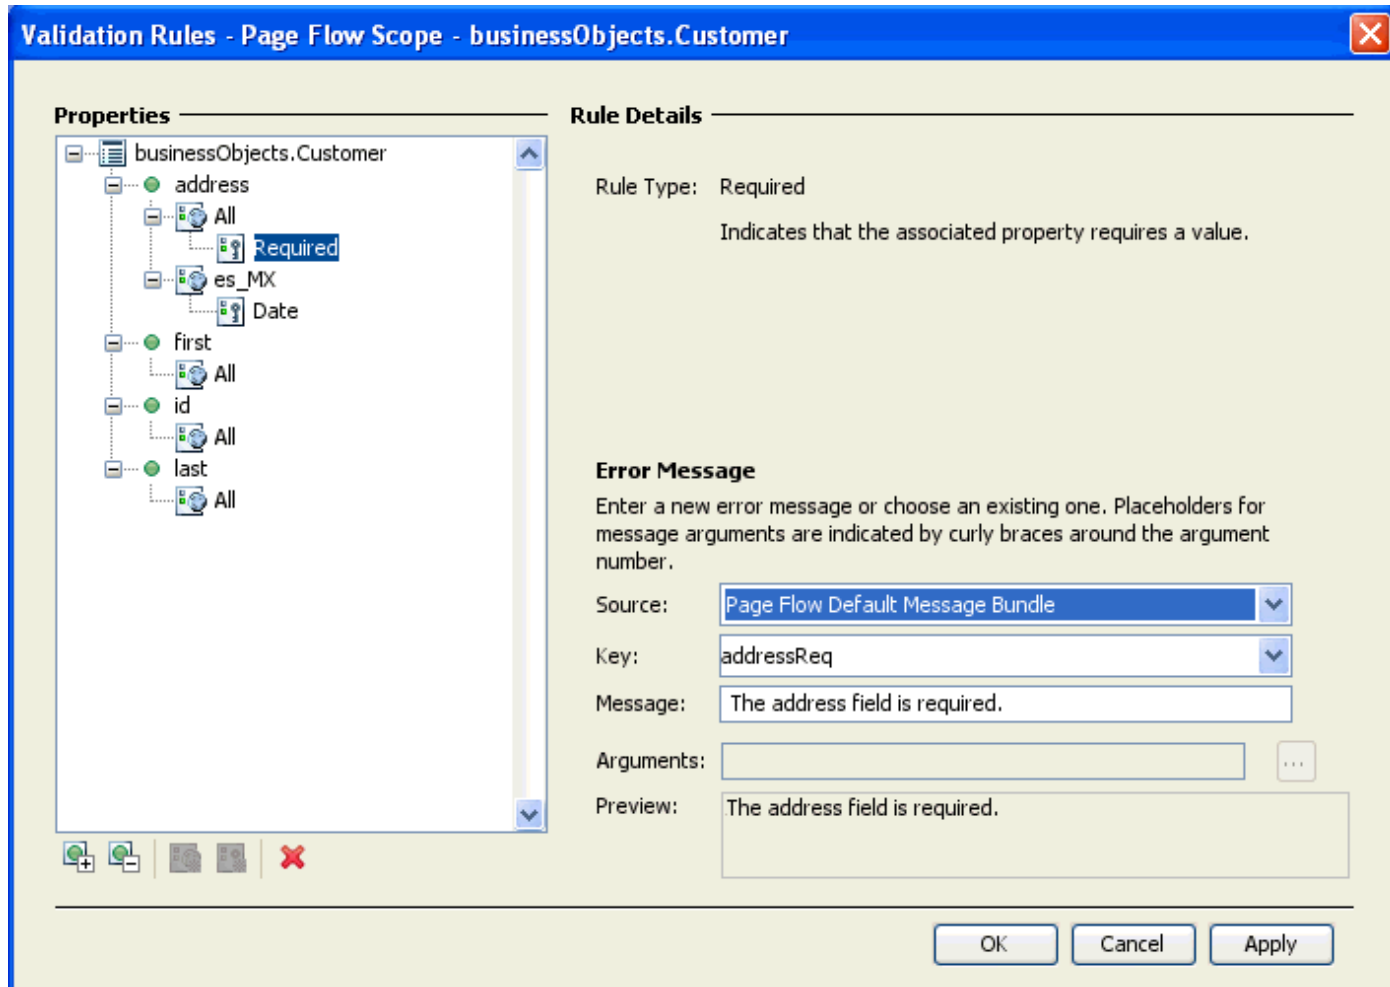 Validation Rules - Page Flow Scope - businessObjects.Customer
Properties
businessObjects.Customer
address
All
Required
es_MX
Date
first
All
id
All
last
All
Rule Details
Rule Type: Required
Indicates that the associated property requires a value.
Error Message
Enter a new error message or choose an existing one. Placeholders for
message arguments are indicated by curly braces around the argument
number.
Source: Page Flow Default Message Bundle
Key: addressReq
Message: The address field is required.
Arguments: ...
Preview: The address field is required.
OK Cancel Apply